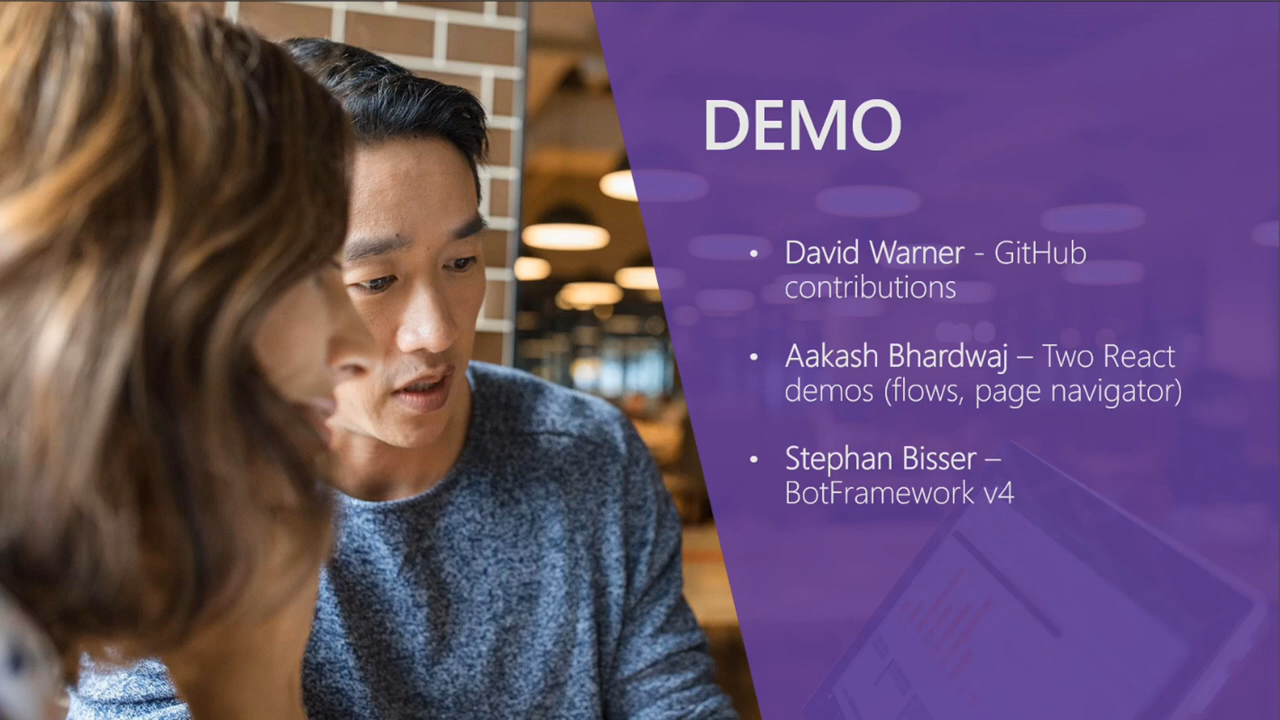 DEMO
• David Warner - GitHub
contributions
• Aakash Bhardwaj – Two React
demos (flows, page navigator)
• Stephan Bisser –
BotFramework v4